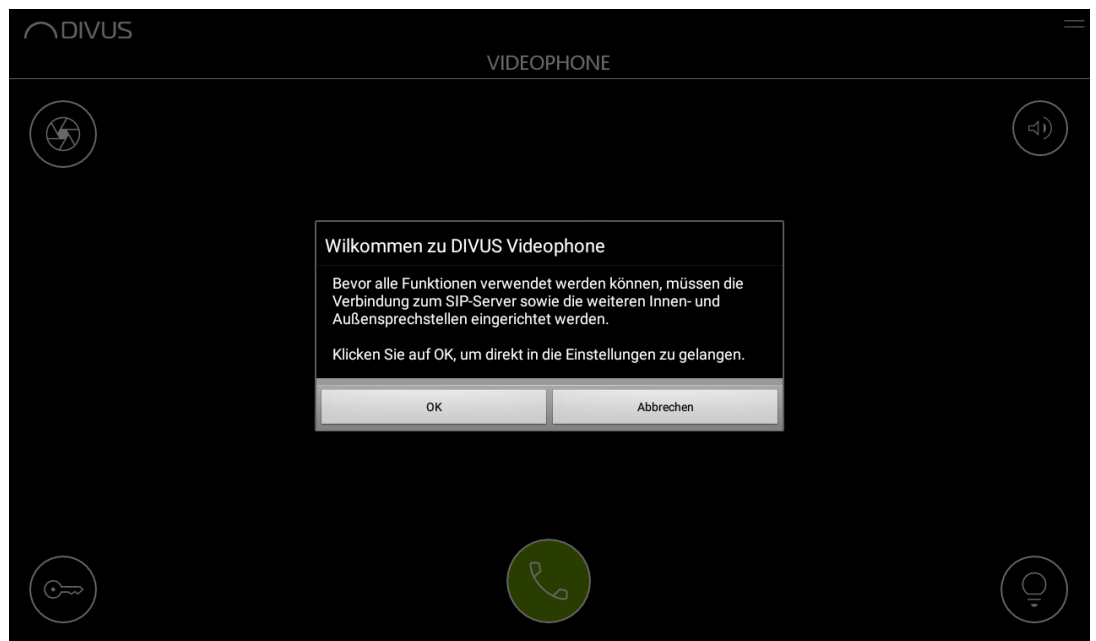 DIVUS
VIDEOPHONE
Wilkommen zu DIVUS Videophone
Bevor alle Funktionen verwendet werden können, müssen die
Verbindung zum SIP-Server sowie die weiteren Innen- und
Außensprechstellen eingerichtet werden.
Klicken Sie auf OK, um direkt in die Einstellungen zu gelangen.
OK
Abbrechen